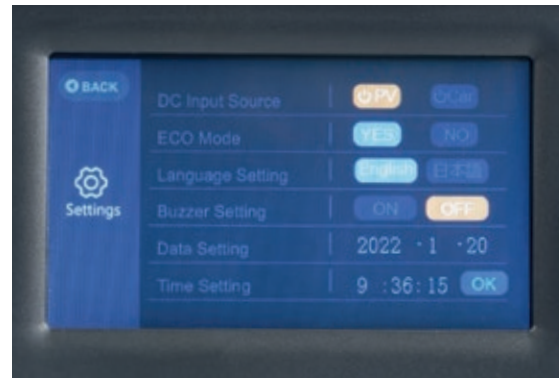 BACK
Settings
DC Input Source PV Car
ECO Mode YES NO
Language Setting English 日本語
Buzzer Setting ON OFF
Data Setting 2022 · 1 · 20
Time Setting 9 :36: 15 OK